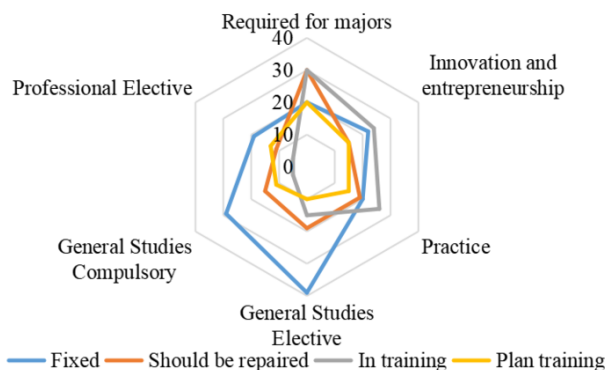 Required for majors
40
30
20
10
0
Innovation and
entrepreneurship
Professional Elective
General Studies
Compulsory
Practice
General Studies
Elective
Fixed Should be repaired In training Plan training